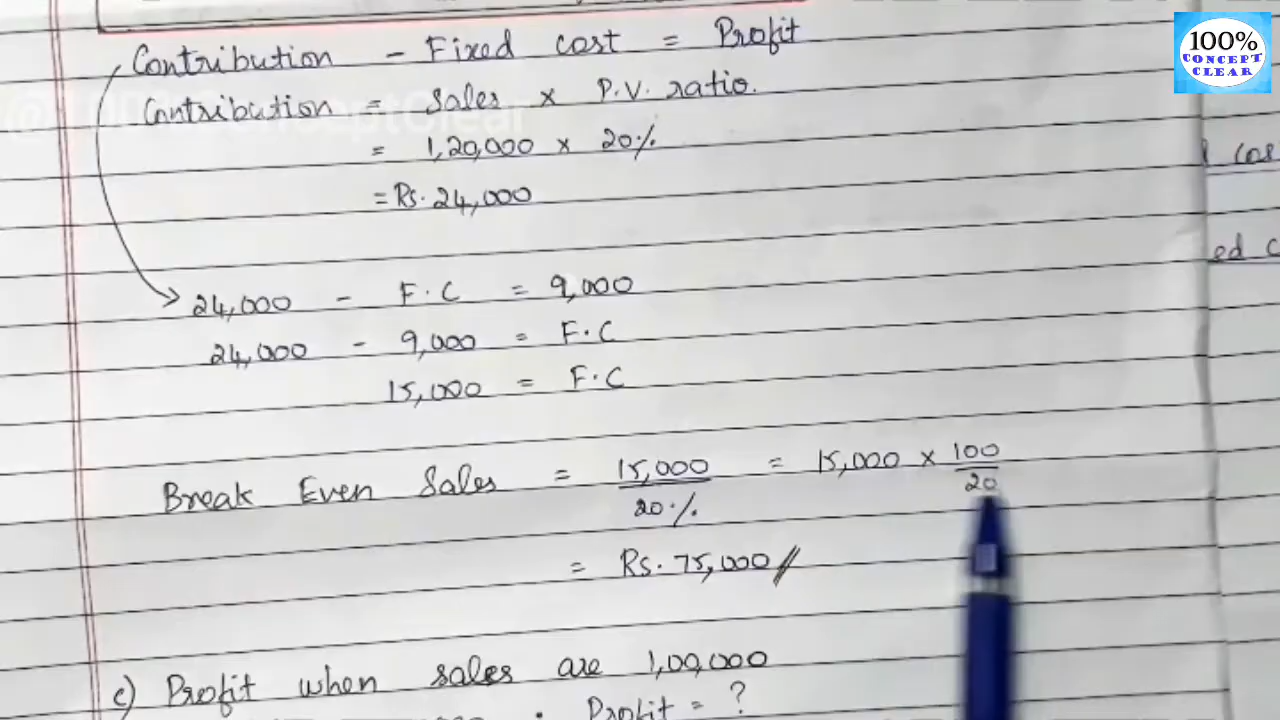 100%
CONCEPT
CLEAR
Contribution - Fixed cost = Profit
Contribution = Sales x P.V. ratio.
= 1,20,000 x 20%
= Rs. 24,000
24,000 - F.C = 9,000
24,000 - 9,000 = F.C
15,000 = F.C
Break Even Sales = 15,000 / 20% = 15,000 x 100 / 20
= Rs. 75,000//
c) Profit when sales are 1,00,000
Profit = ?
ed